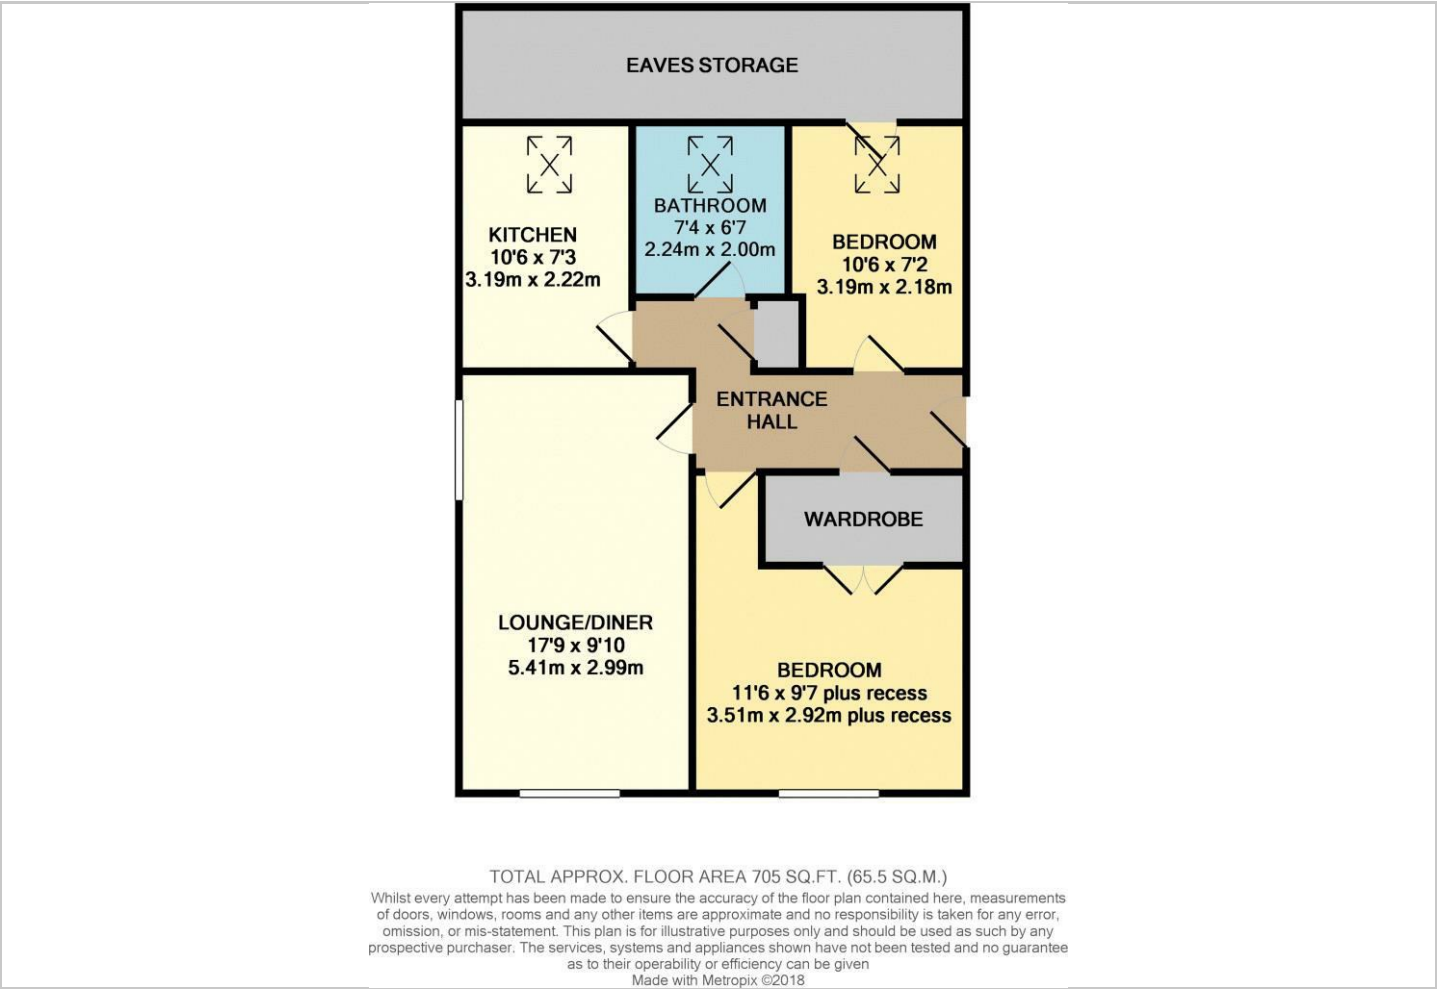 EAVES STORAGE
KITCHEN
10'6 x 7'3
3.19m x 2.22m
BATHROOM
7'4 x 6'7
2.24m x 2.00m
BEDROOM
10'6 x 7'2
3.19m x 2.18m
ENTRANCE
HALL
WARDROBE
LOUNGE/DINER
17'9 x 9'10
5.41m x 2.99m
BEDROOM
11'6 x 9'7 plus recess
3.51m x 2.92m plus recess
TOTAL APPROX. FLOOR AREA 705 SQ.FT. (65.5 SQ.M.)
Whilst every attempt has been made to ensure the accuracy of the floor plan contained here, measurements
of doors, windows, rooms and any other items are approximate and no responsibility is taken for any error,
omission, or mis-statement. This plan is for illustrative purposes only and should be used as such by any
prospective purchaser. The services, systems and appliances shown have not been tested and no guarantee
as to their operability or efficiency can be given
Made with Metropix ©2018